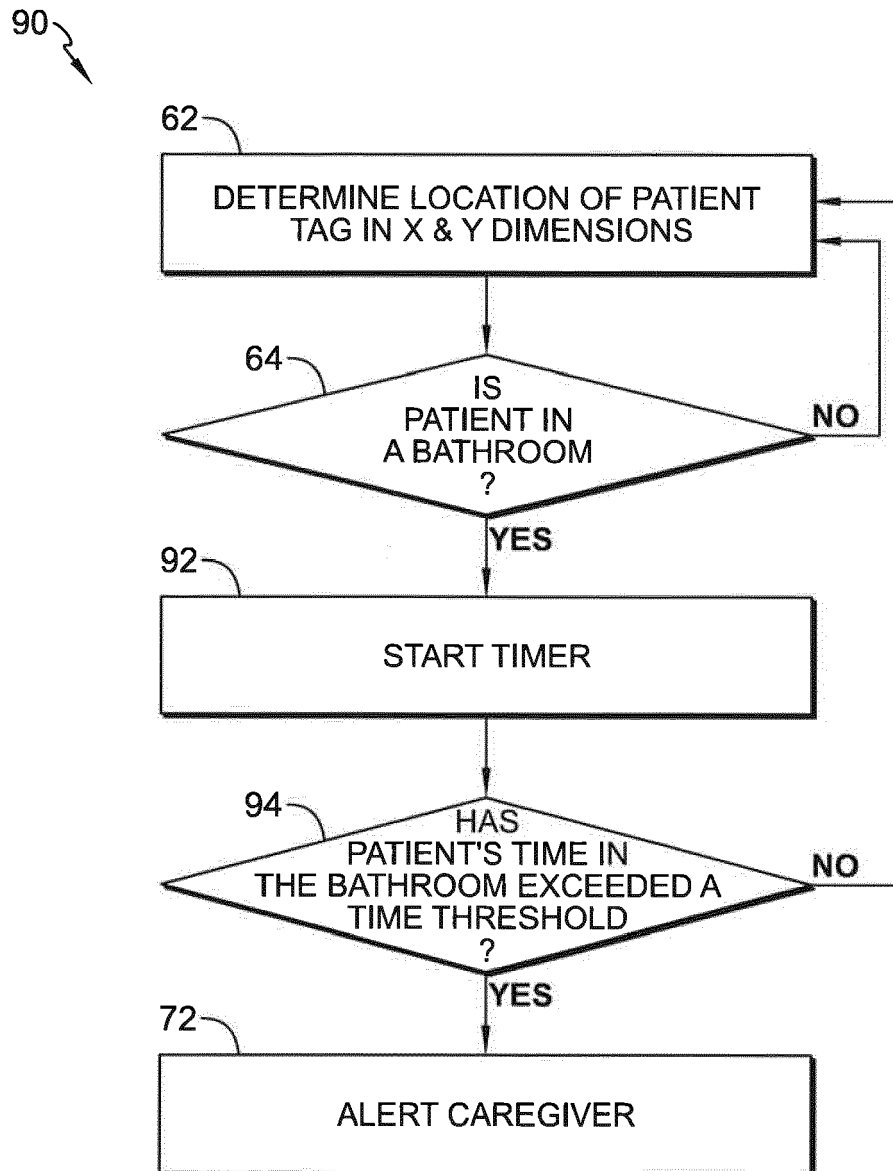 90
62
DETERMINE LOCATION OF PATIENT
TAG IN X & Y DIMENSIONS
64
IS
PATIENT IN
A BATHROOM
?
NO
YES
92
START TIMER
94
HAS
PATIENT'S TIME IN
THE BATHROOM EXCEEDED A
TIME THRESHOLD
?
NO
YES
72
ALERT CAREGIVER